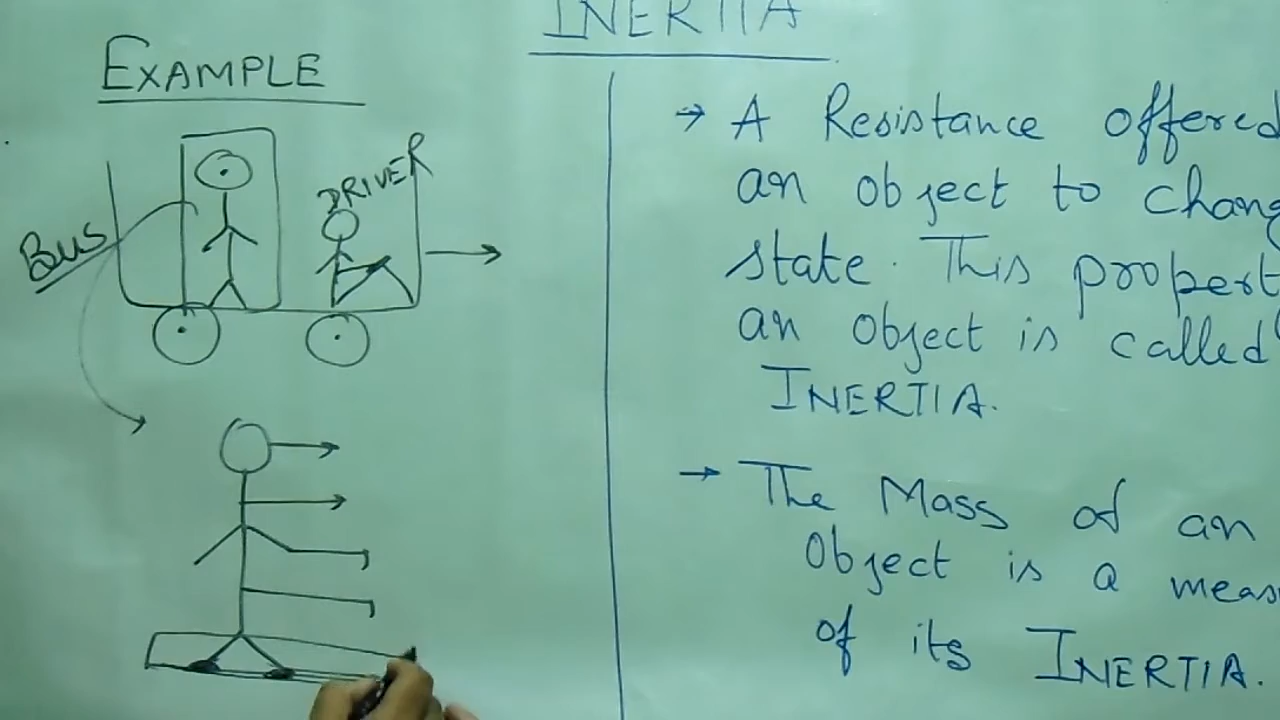 INERTIA
EXAMPLE
DRIVER
BUS
→ A Resistance offered
an object to chang
state. This propert
an object is called
INERTIA.
→ The Mass of an
Object is a meas
of its INERTIA.